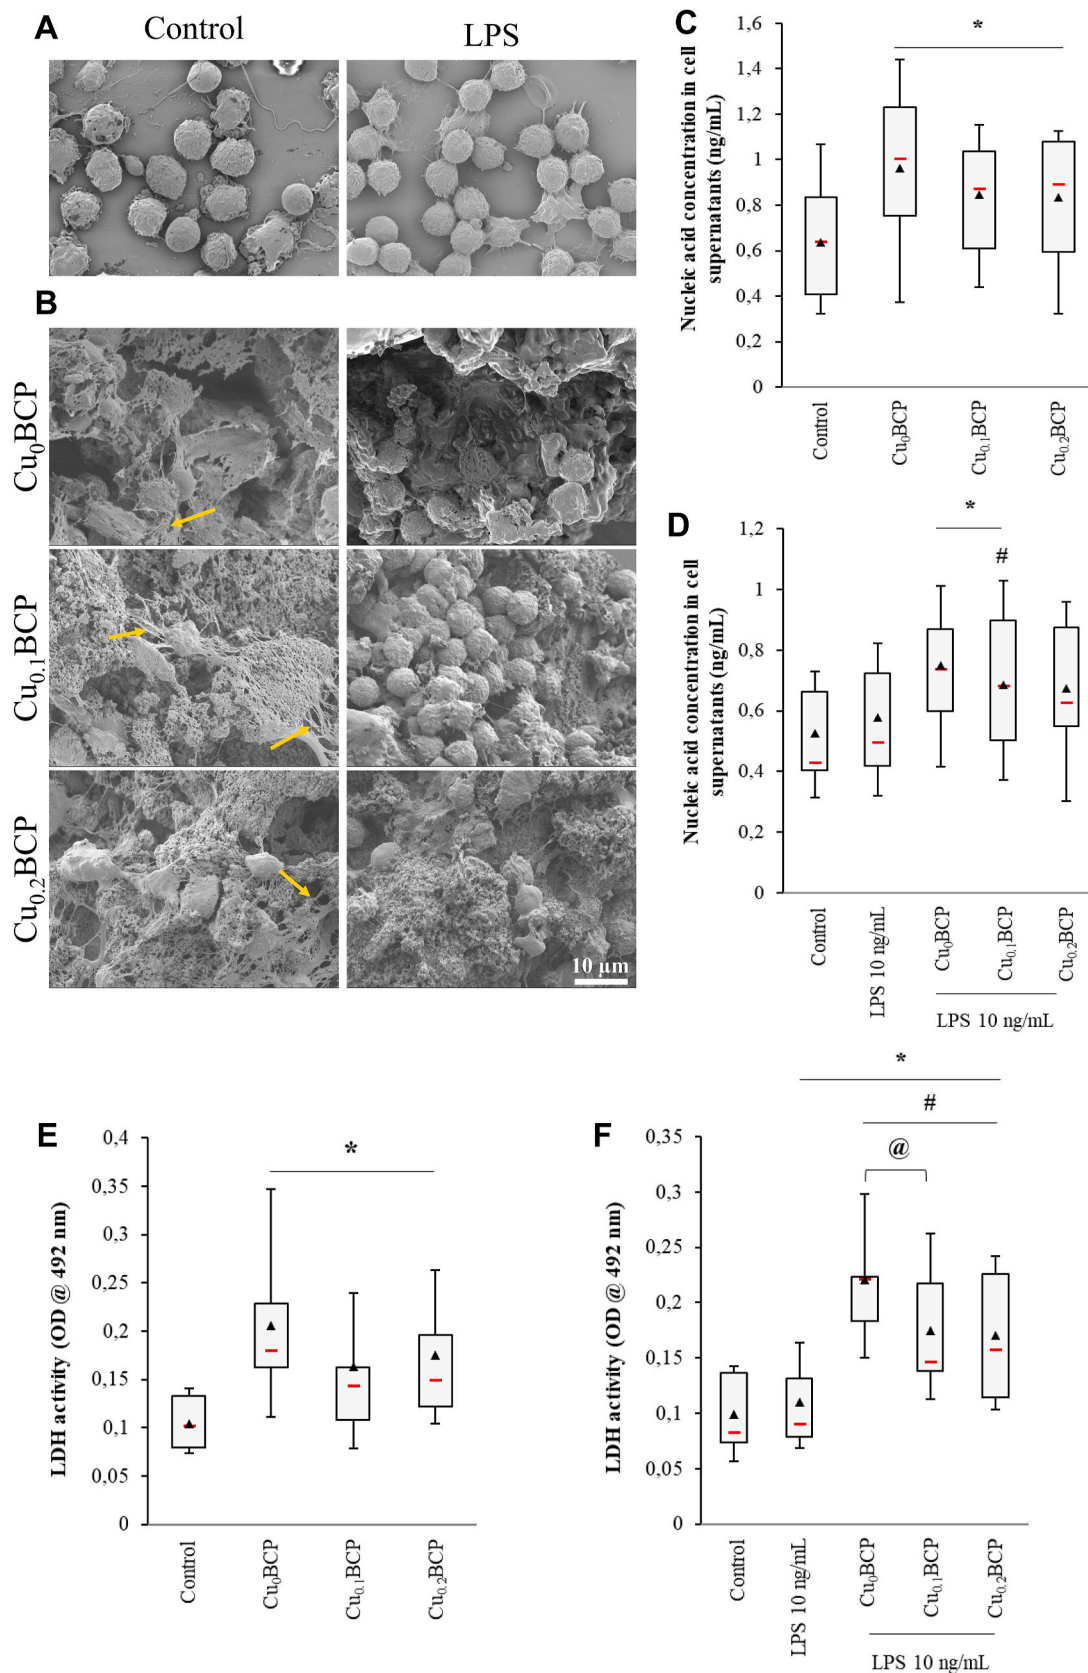 A
Control
LPS
B
Cu₀BCP
Cu₀.₁BCP
Cu₀.₂BCP
10 µm
C
Nucleic acid concentration in cell
supernatants (ng/mL)
1,6
1,4
1,2
1
0,8
0,6
0,4
0,2
0
*
Control
Cu₀BCP
Cu₀.₁BCP
Cu₀.₂BCP
D
Nucleic acid concentration in cell
supernatants (ng/mL)
1,2
1
0,8
0,6
0,4
0,2
0
*
#
Control
LPS 10 ng/mL
Cu₀BCP
Cu₀.₁BCP
Cu₀.₂BCP
LPS 10 ng/mL
E
LDH activity (OD @ 492 nm)
0,4
0,35
0,3
0,25
0,2
0,15
0,1
0,05
0
*
Control
Cu₀BCP
Cu₀.₁BCP
Cu₀.₂BCP
F
LDH activity (OD @ 492 nm)
0,35
0,3
0,25
0,2
0,15
0,1
0,05
0
*
#
@
Control
LPS 10 ng/mL
Cu₀BCP
Cu₀.₁BCP
Cu₀.₂BCP
LPS 10 ng/mL